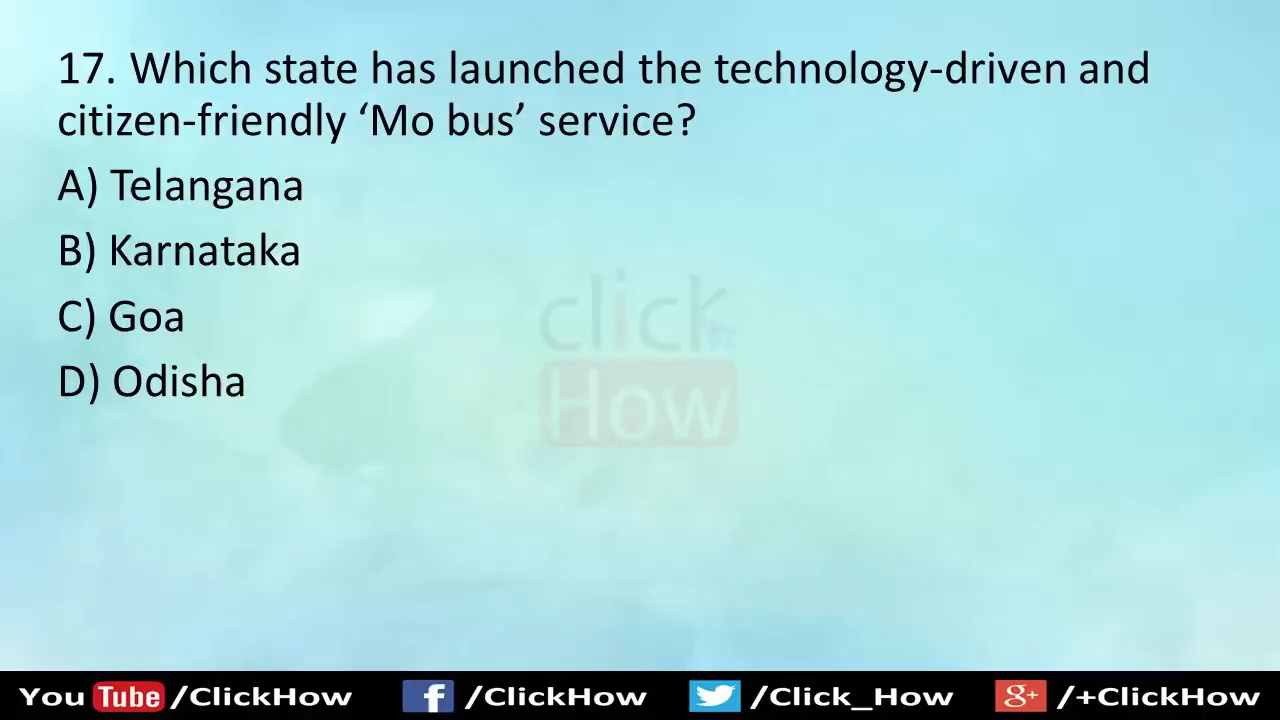 17. Which state has launched the technology-driven and
citizen-friendly ‘Mo bus’ service?
A) Telangana
B) Karnataka
C) Goa
D) Odisha
click
How
You Tube /ClickHow f /ClickHow /Click_How g+ /+ClickHow